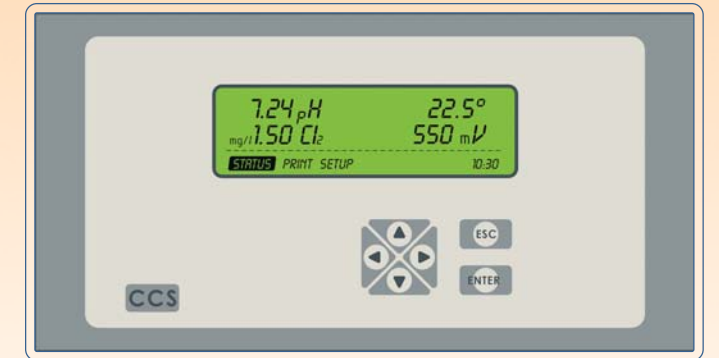 7.24 pH 22.5°
mg/l 1.50 Cl₂ 550 mV
STATUS PRINT SETUP 10:30
ESC
ENTER
CCS